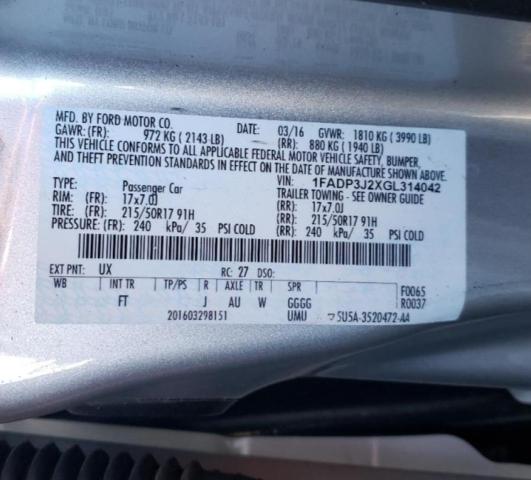 MFD. BY FORD MOTOR CO. DATE: 03/16 GVWR: 1810 KG ( 3990 LB)
GAWR: (FR): 972 KG ( 2143 LB) (RR): 880 KG ( 1940 LB)
THIS VEHICLE CONFORMS TO ALL APPLICABLE FEDERAL MOTOR VEHICLE SAFETY, BUMPER,
AND THEFT PREVENTION STANDARDS IN EFFECT ON THE DATE OF MANUFACTURE SHOWN ABOVE.
VIN: 1FADP3J2XGL314042
TYPE: Passenger Car TRAILER TOWING - SEE OWNER GUIDE
RIM: (FR): 17x7.0J (RR): 17x7.0J
TIRE: (FR): 215/50R17 91H (RR): 215/50R17 91H
PRESSURE: (FR): 240 kPa/ 35 PSI COLD (RR): 240 kPa/ 35 PSI COLD
EXT PNT: UX RC: 27 DSO:
WB INT TR TP/PS R AXLE TR SPR F0065
FT J AU W GGGG R0037
201603298151 UMU 5U5A-3520472-AA